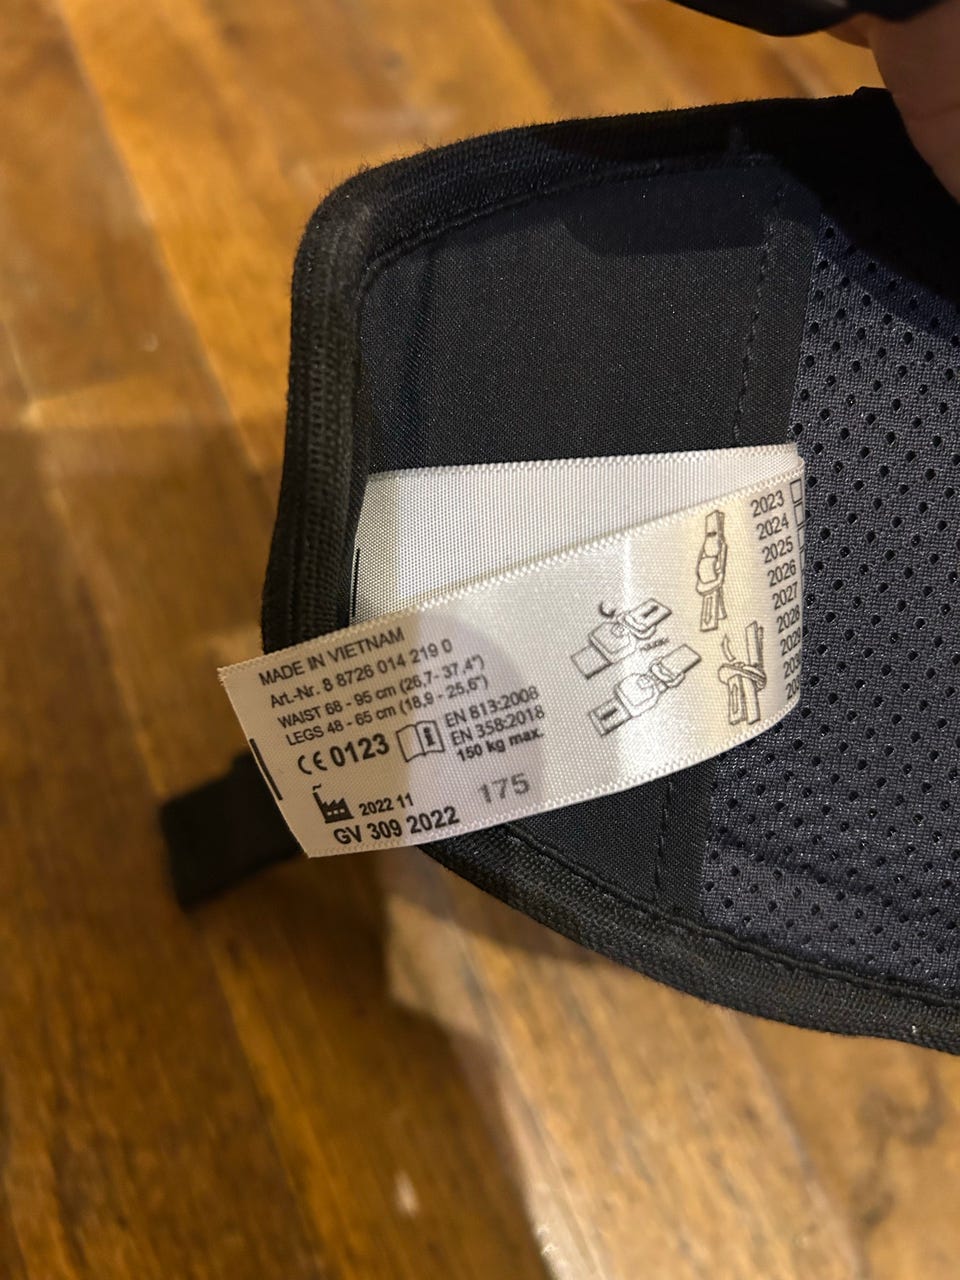 MADE IN VIETNAM
Art.-Nr. 8 8726 014 219 0
WAIST 68 - 95 cm (26,7- 37,4")
LEGS 48 - 65 cm (18,9 - 25,6")
CE 0123
EN 813:2008
EN 358:2018
150 kg max.
2022 11
175
GV 309 2022
2023
2024
2025
2026
2027
2028
2029